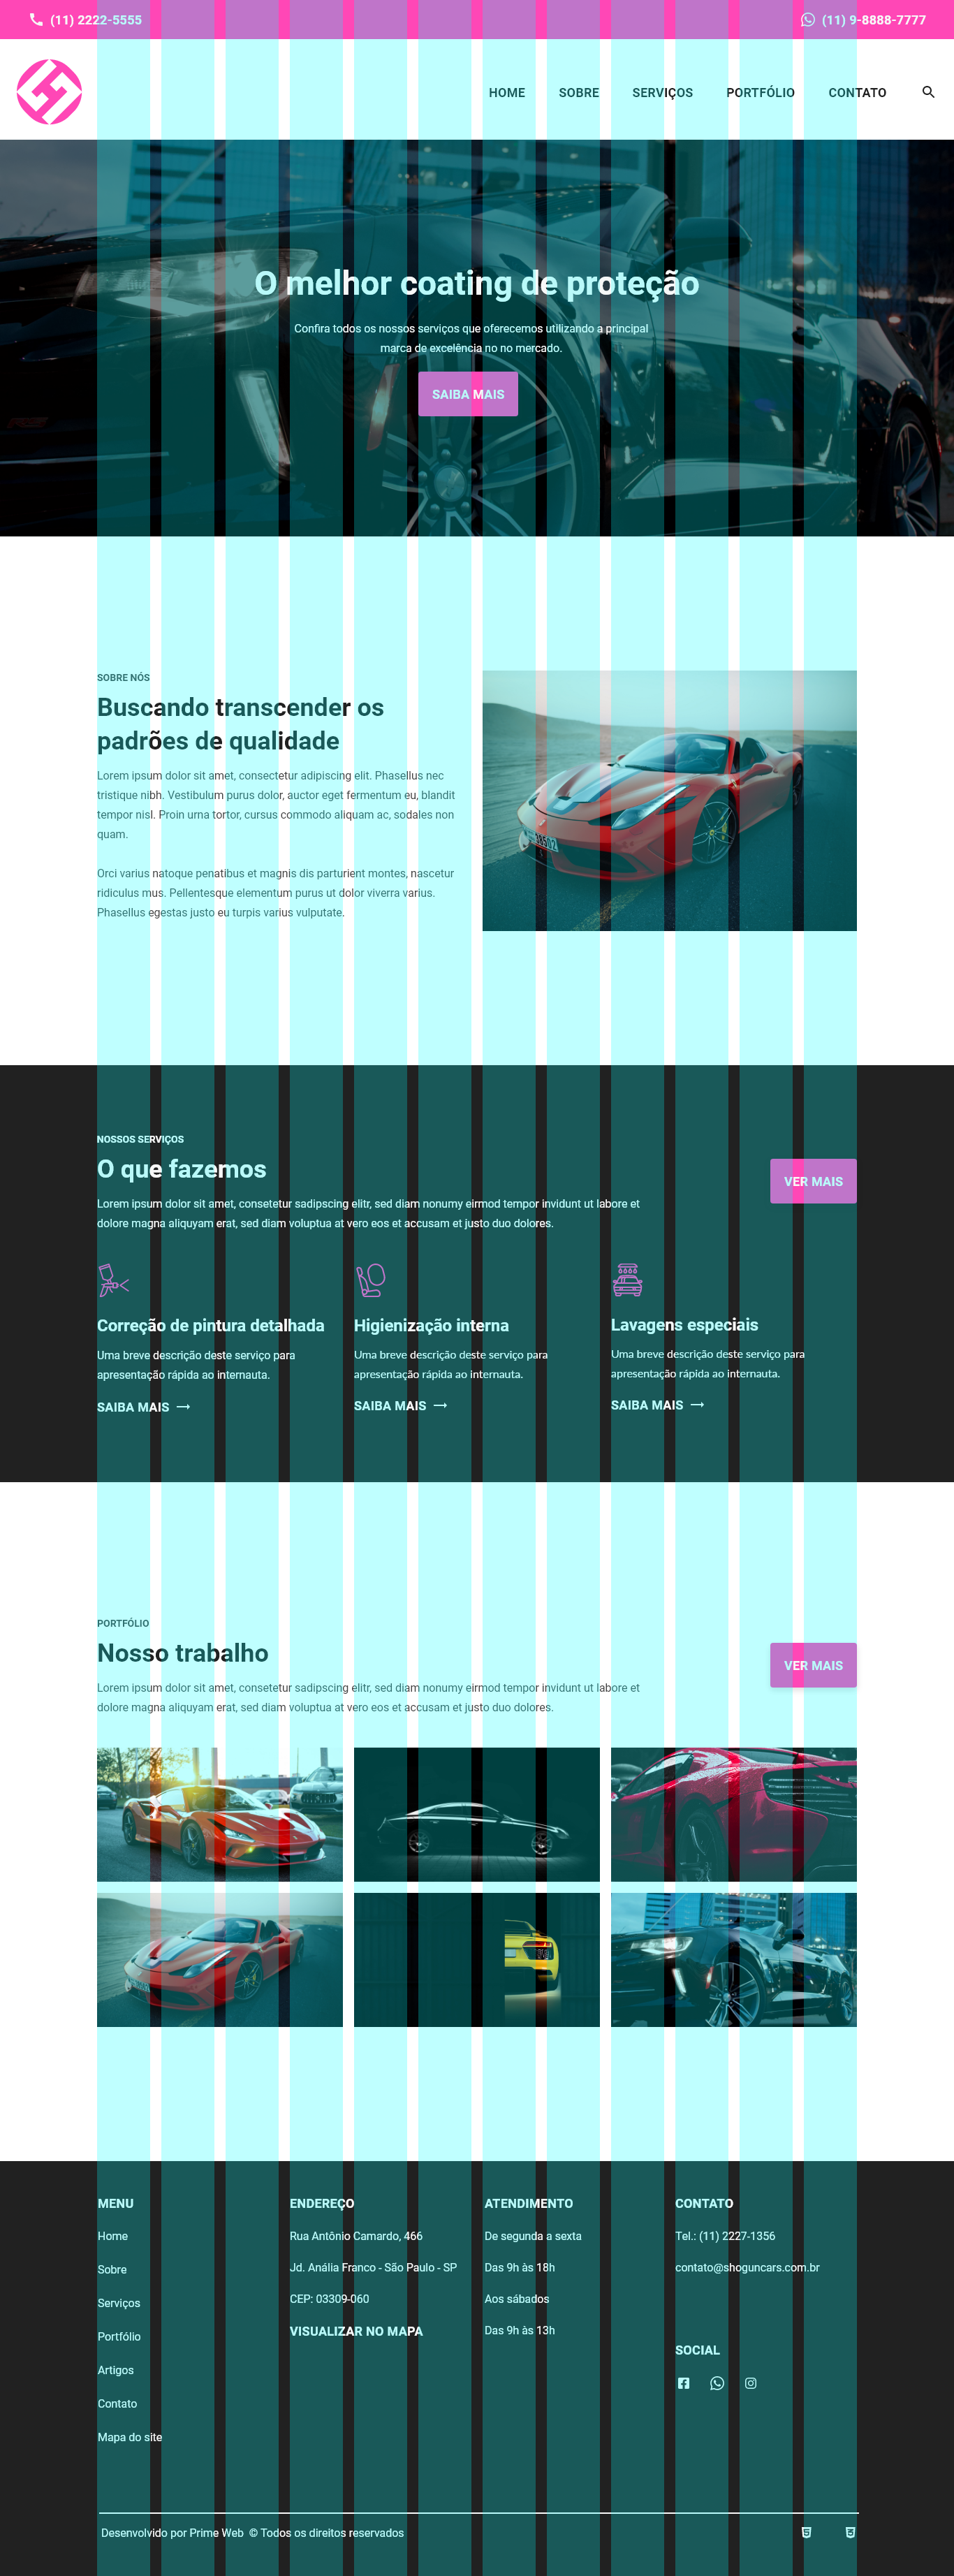 (11) 2222-5555
(11) 9-8888-7777
HOME SOBRE SERVIÇOS PORTFÓLIO CONTATO
O melhor coating de proteção
Confira todos os nossos serviços que oferecemos utilizando a principal
marca de excelência no no mercado.
SAIBA MAIS
SOBRE NÓS
Buscando transcender os
padrões de qualidade
Lorem ipsum dolor sit amet, consectetur adipiscing elit. Phasellus nec
tristique nibh. Vestibulum purus dolor, auctor eget fermentum eu, blandit
tempor nisl. Proin urna tortor, cursus commodo aliquam ac, sodales non
quam.
Orci varius natoque penatibus et magnis dis parturient montes, nascetur
ridiculus mus. Pellentesque elementum purus ut dolor viverra varius.
Phasellus egestas justo eu turpis varius vulputate.
NOSSOS SERVIÇOS
O que fazemos
VER MAIS
Lorem ipsum dolor sit amet, consetetur sadipscing elitr, sed diam nonumy eirmod tempor invidunt ut labore et
dolore magna aliquyam erat, sed diam voluptua at vero eos et accusam et justo duo dolores.
Correção de pintura detalhada
Uma breve descrição deste serviço para
apresentação rápida ao internauta.
SAIBA MAIS
Higienização interna
Uma breve descrição deste serviço para
apresentação rápida ao internauta.
SAIBA MAIS
Lavagens especiais
Uma breve descrição deste serviço para
apresentação rápida ao internauta.
SAIBA MAIS
PORTFÓLIO
Nosso trabalho
VER MAIS
Lorem ipsum dolor sit amet, consetetur sadipscing elitr, sed diam nonumy eirmod tempor invidunt ut labore et
dolore magna aliquyam erat, sed diam voluptua at vero eos et accusam et justo duo dolores.
MENU
Home
Sobre
Serviços
Portfólio
Artigos
Contato
Mapa do site
ENDEREÇO
Rua Antônio Camardo, 466
Jd. Anália Franco - São Paulo - SP
CEP: 03309-060
VISUALIZAR NO MAPA
ATENDIMENTO
De segunda a sexta
Das 9h às 18h
Aos sábados
Das 9h às 13h
CONTATO
Tel.: (11) 2227-1356
contato@shoguncars.com.br
SOCIAL
Desenvolvido por Prime Web © Todos os direitos reservados